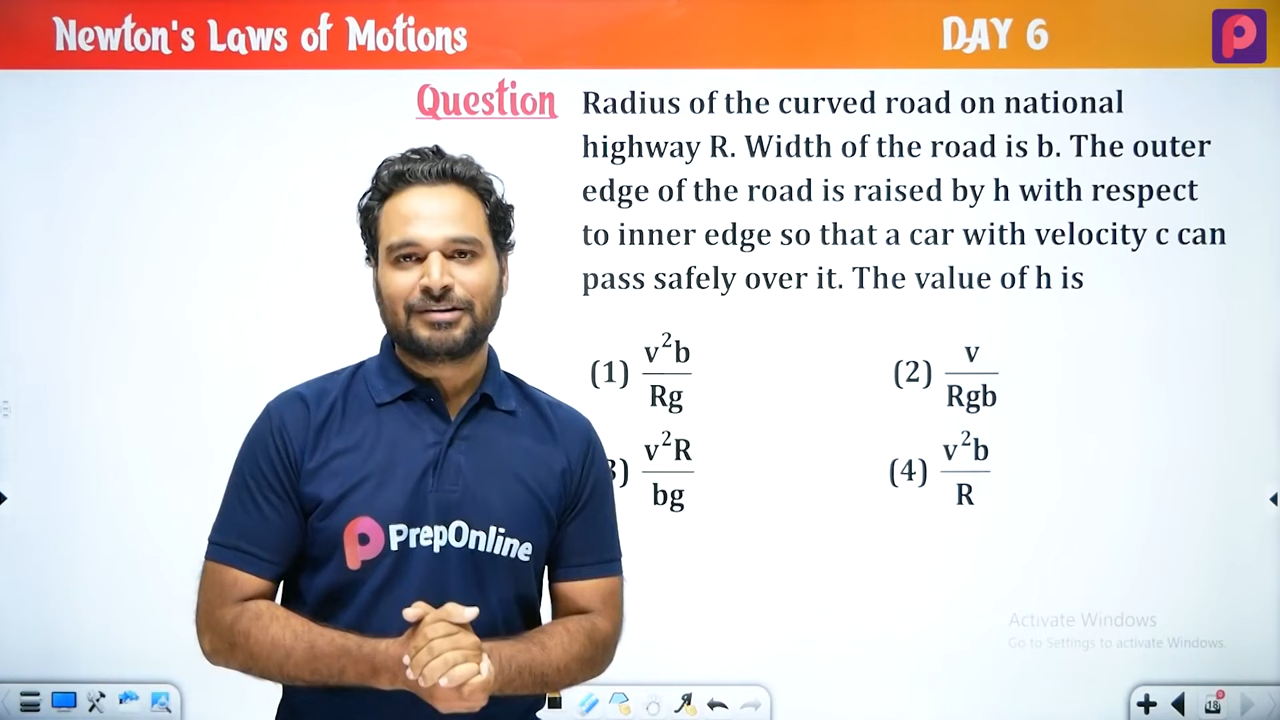 Newton's Laws of Motions
DAY 6
Question
Radius of the curved road on national
highway R. Width of the road is b. The outer
edge of the road is raised by h with respect
to inner edge so that a car with velocity c can
pass safely over it. The value of h is
(1) v²b / Rg
(2) v / Rgb
3) v²R / bg
(4) v²b / R
PrepOnline
Activate Windows
Go to Settings to activate Windows.
18